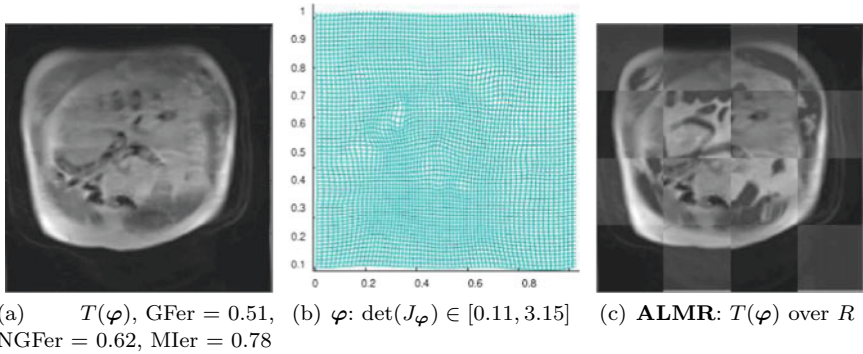 1
0.9
0.8
0.7
0.6
0.5
0.4
0.3
0.2
0.1
0 0.2 0.4 0.6 0.8
(a) T(φ), GFer = 0.51,
NGFer = 0.62, MIer = 0.78
(b) φ: det(Jφ) ∈ [0.11, 3.15]
(c) ALMR: T(φ) over R